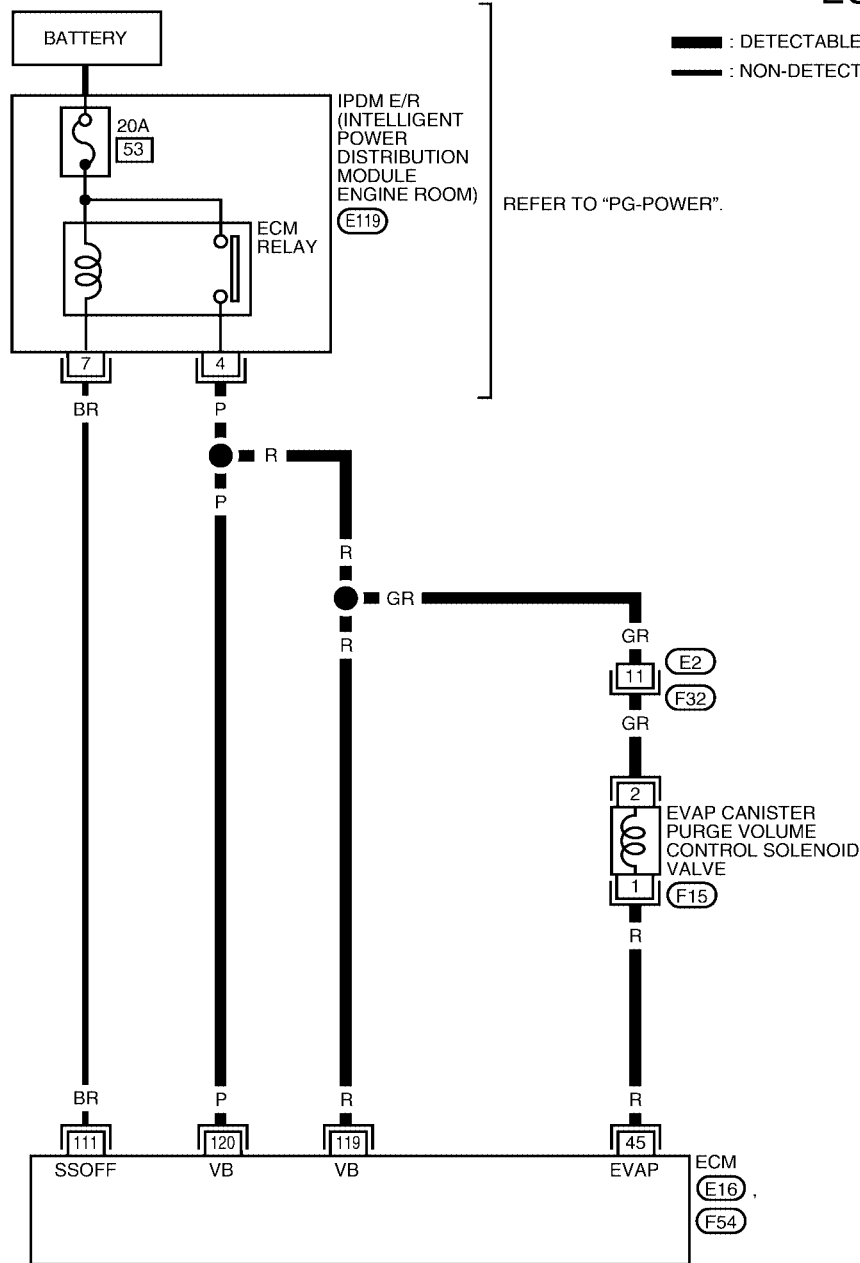 BATTERY
: DETECTABLE
: NON-DETECT
20A
53
IPDM E/R
(INTELLIGENT
POWER
DISTRIBUTION
MODULE
ENGINE ROOM)
E119
REFER TO “PG-POWER”.
ECM
RELAY
7
4
BR
P
R
P
R
GR
R
GR
11
E2
F32
GR
2
EVAP CANISTER
PURGE VOLUME
CONTROL SOLENOID
VALVE
1
F15
R
BR
P
R
R
111
120
119
45
SSOFF
VB
VB
EVAP
ECM
E16 ,
F54